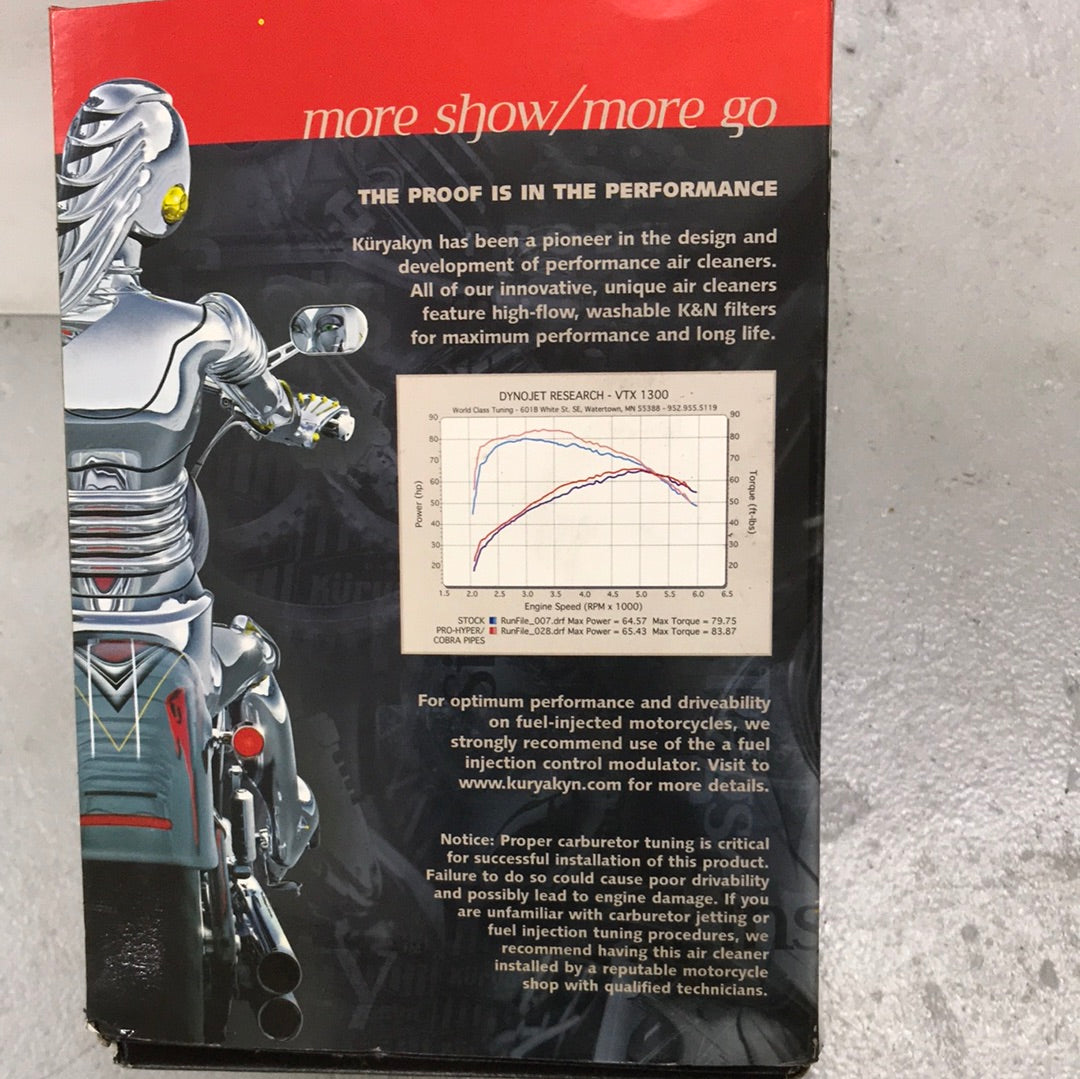 more show/more go
THE PROOF IS IN THE PERFORMANCE
Küryakyn has been a pioneer in the design and
development of performance air cleaners.
All of our innovative, unique air cleaners
feature high-flow, washable K&N filters
for maximum performance and long life.
DYNOJET RESEARCH - VTX 1300
World Class Tuning - 601B White St, SE, Watertown, MN 55388 - 952.955.5119
90
80
70
60
50
40
30
20
Power (hp)
90
80
70
60
50
40
30
20
Torque (ft-lbs)
1.5 2.0 2.5 3.0 3.5 4.0 4.5 5.0 5.5 6.0 6.5
Engine Speed (RPM x 1000)
STOCK RunFile_007.drf Max Power = 64.57 Max Torque = 79.75
PRO-HYPER/ RunFile_028.drf Max Power = 65.43 Max Torque = 83.87
COBRA PIPES
For optimum performance and driveability
on fuel-injected motorcycles, we
strongly recommend use of the a fuel
injection control modulator. Visit to
www.kuryakyn.com for more details.
Notice: Proper carburetor tuning is critical
for successful installation of this product.
Failure to do so could cause poor drivability
and possibly lead to engine damage. If you
are unfamiliar with carburetor jetting or
fuel injection tuning procedures, we
recommend having this air cleaner
installed by a reputable motorcycle
shop with qualified technicians.